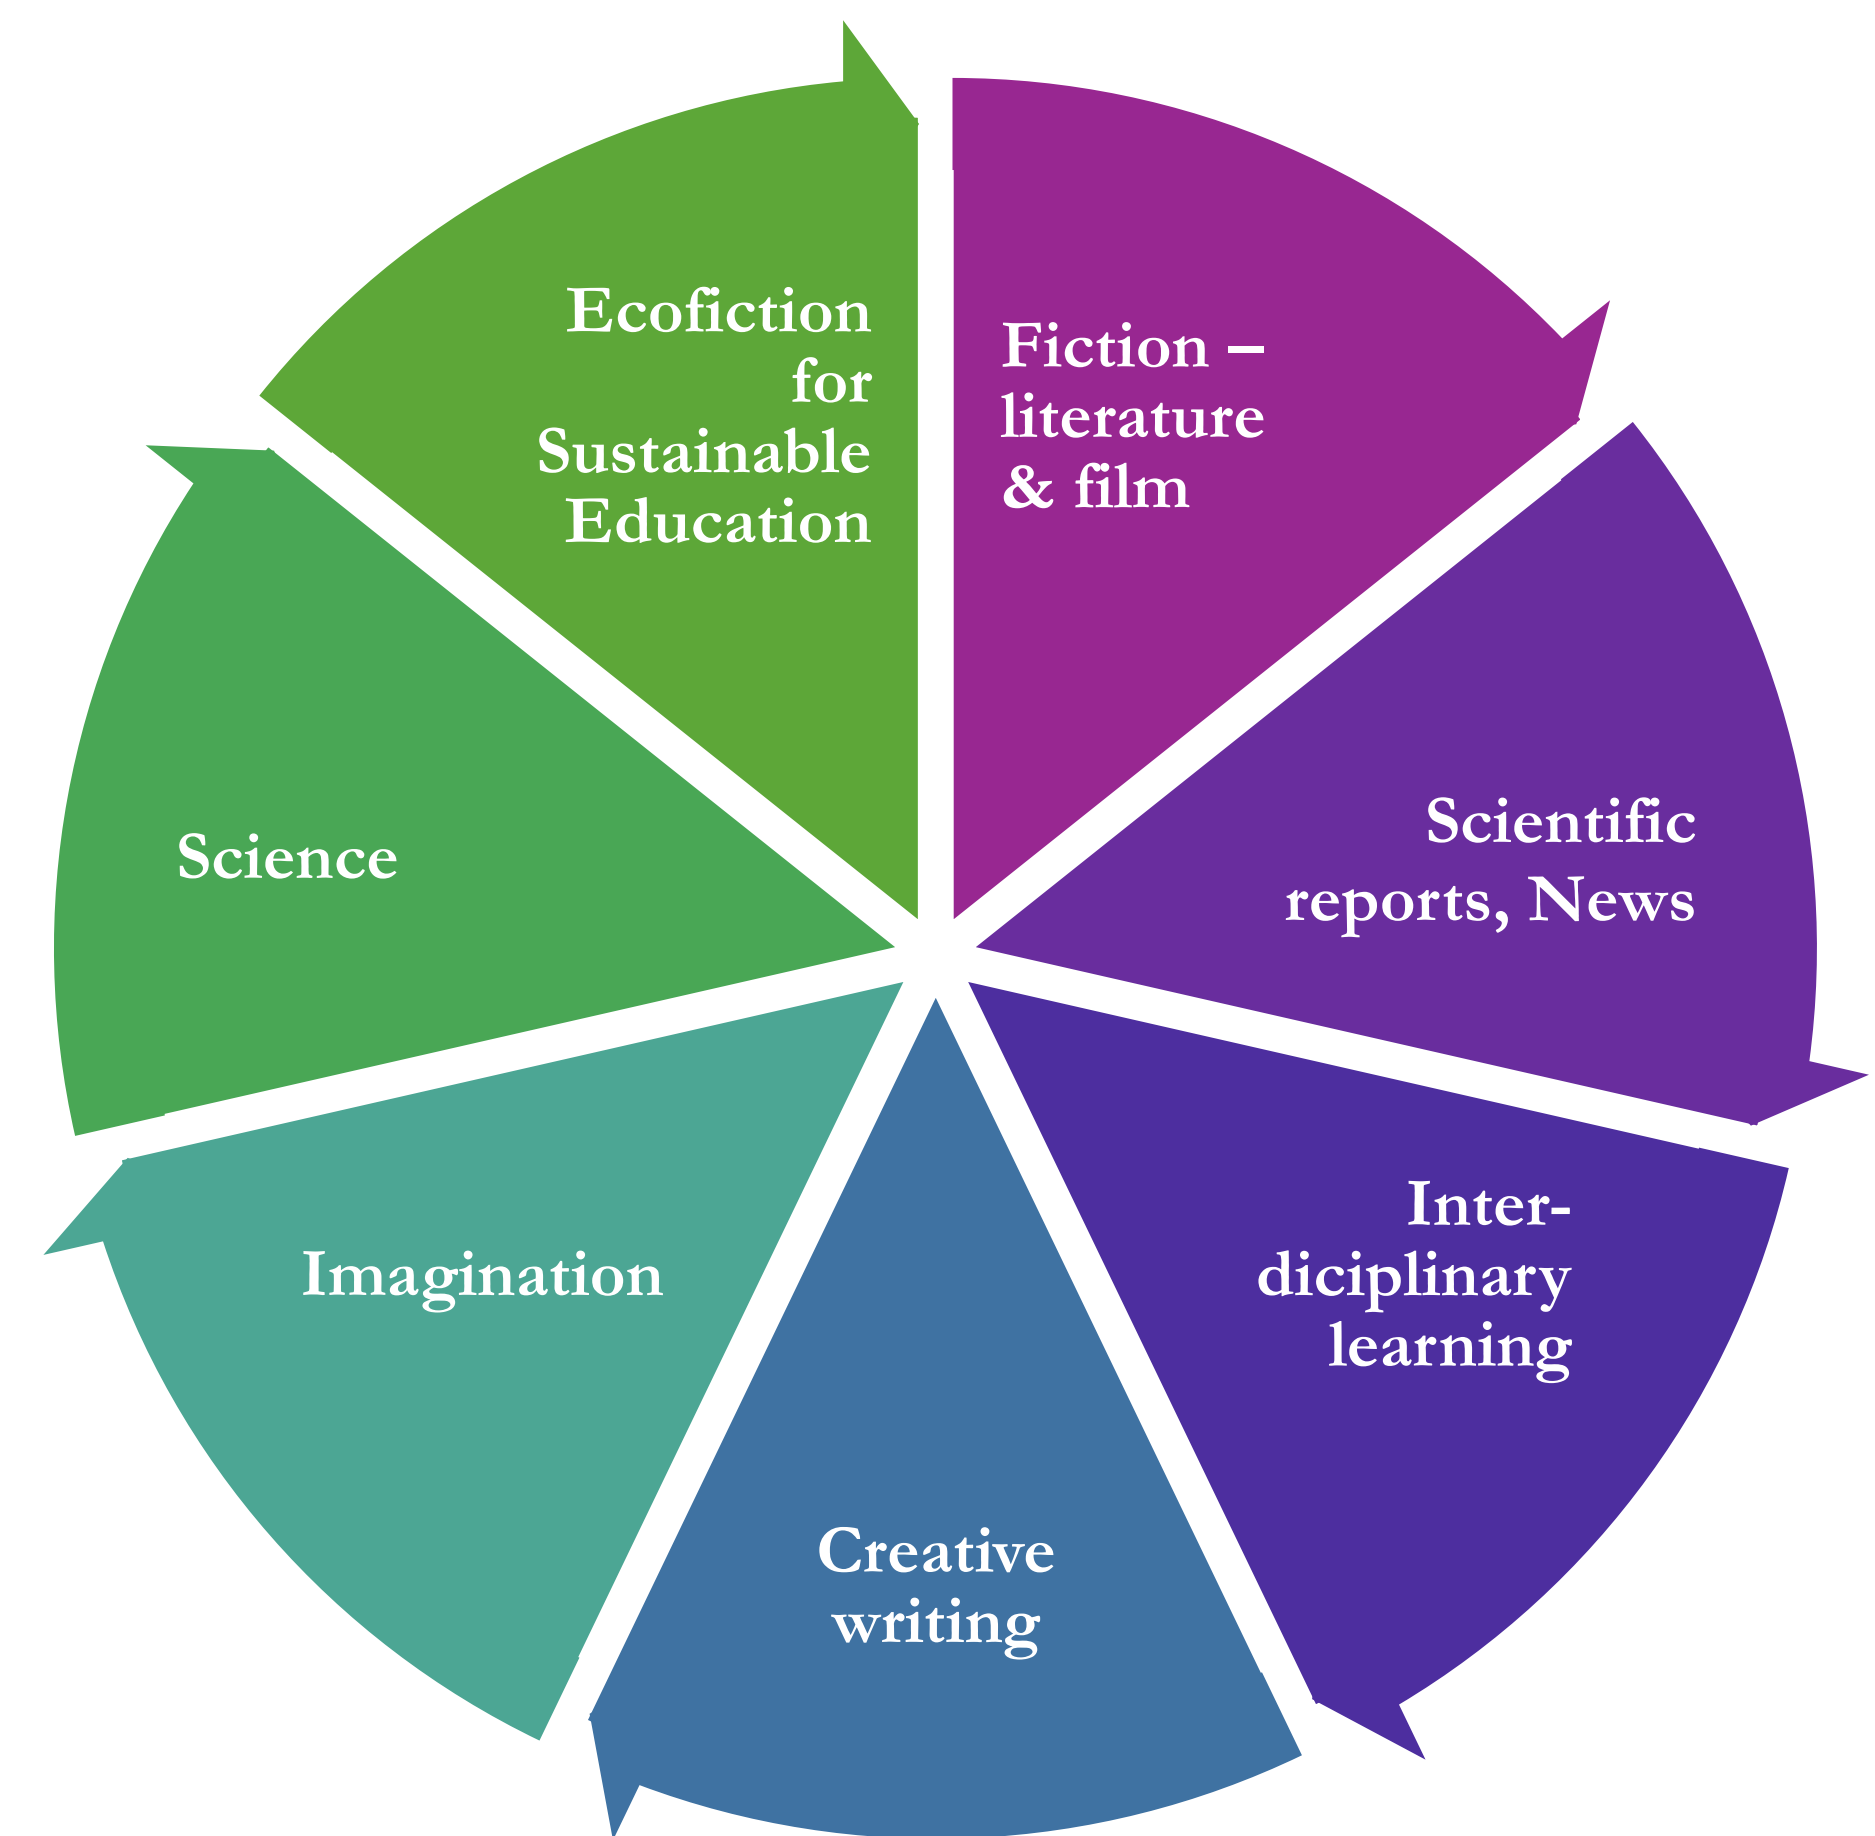 Ecofiction
for
Sustainable
Education
Fiction –
literature
& film
Scientific
reports, News
Inter-
diciplinary
learning
Creative
writing
Imagination
Science